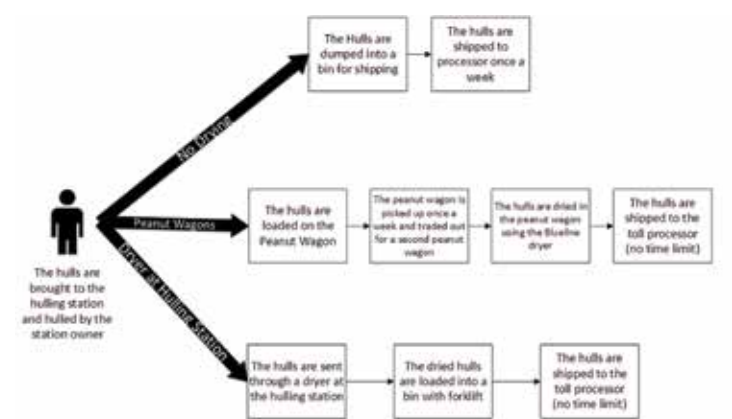 The Hulls are
dumped into a
bin for shipping
The hulls are
shipped to
processor once a
week
No Drying
The hulls are
brought to the
hulling station
and hulled by the
station owner
Peanut Wagons
The hulls are
loaded on the
Peanut Wagon
The peanut wagon is
picked up once a
week and traded out
for a second peanut
wagon
The hulls are dried in
the peanut wagon
using the Blueline
dryer
The hulls are
shipped to the
toll processor
(no time limit)
Dryer at Hulling Station
The hulls are sent
through a dryer at
the hulling station
The dried hulls
are loaded into a
bin with forklift
The hulls are
shipped to the
toll processor
(no time limit)